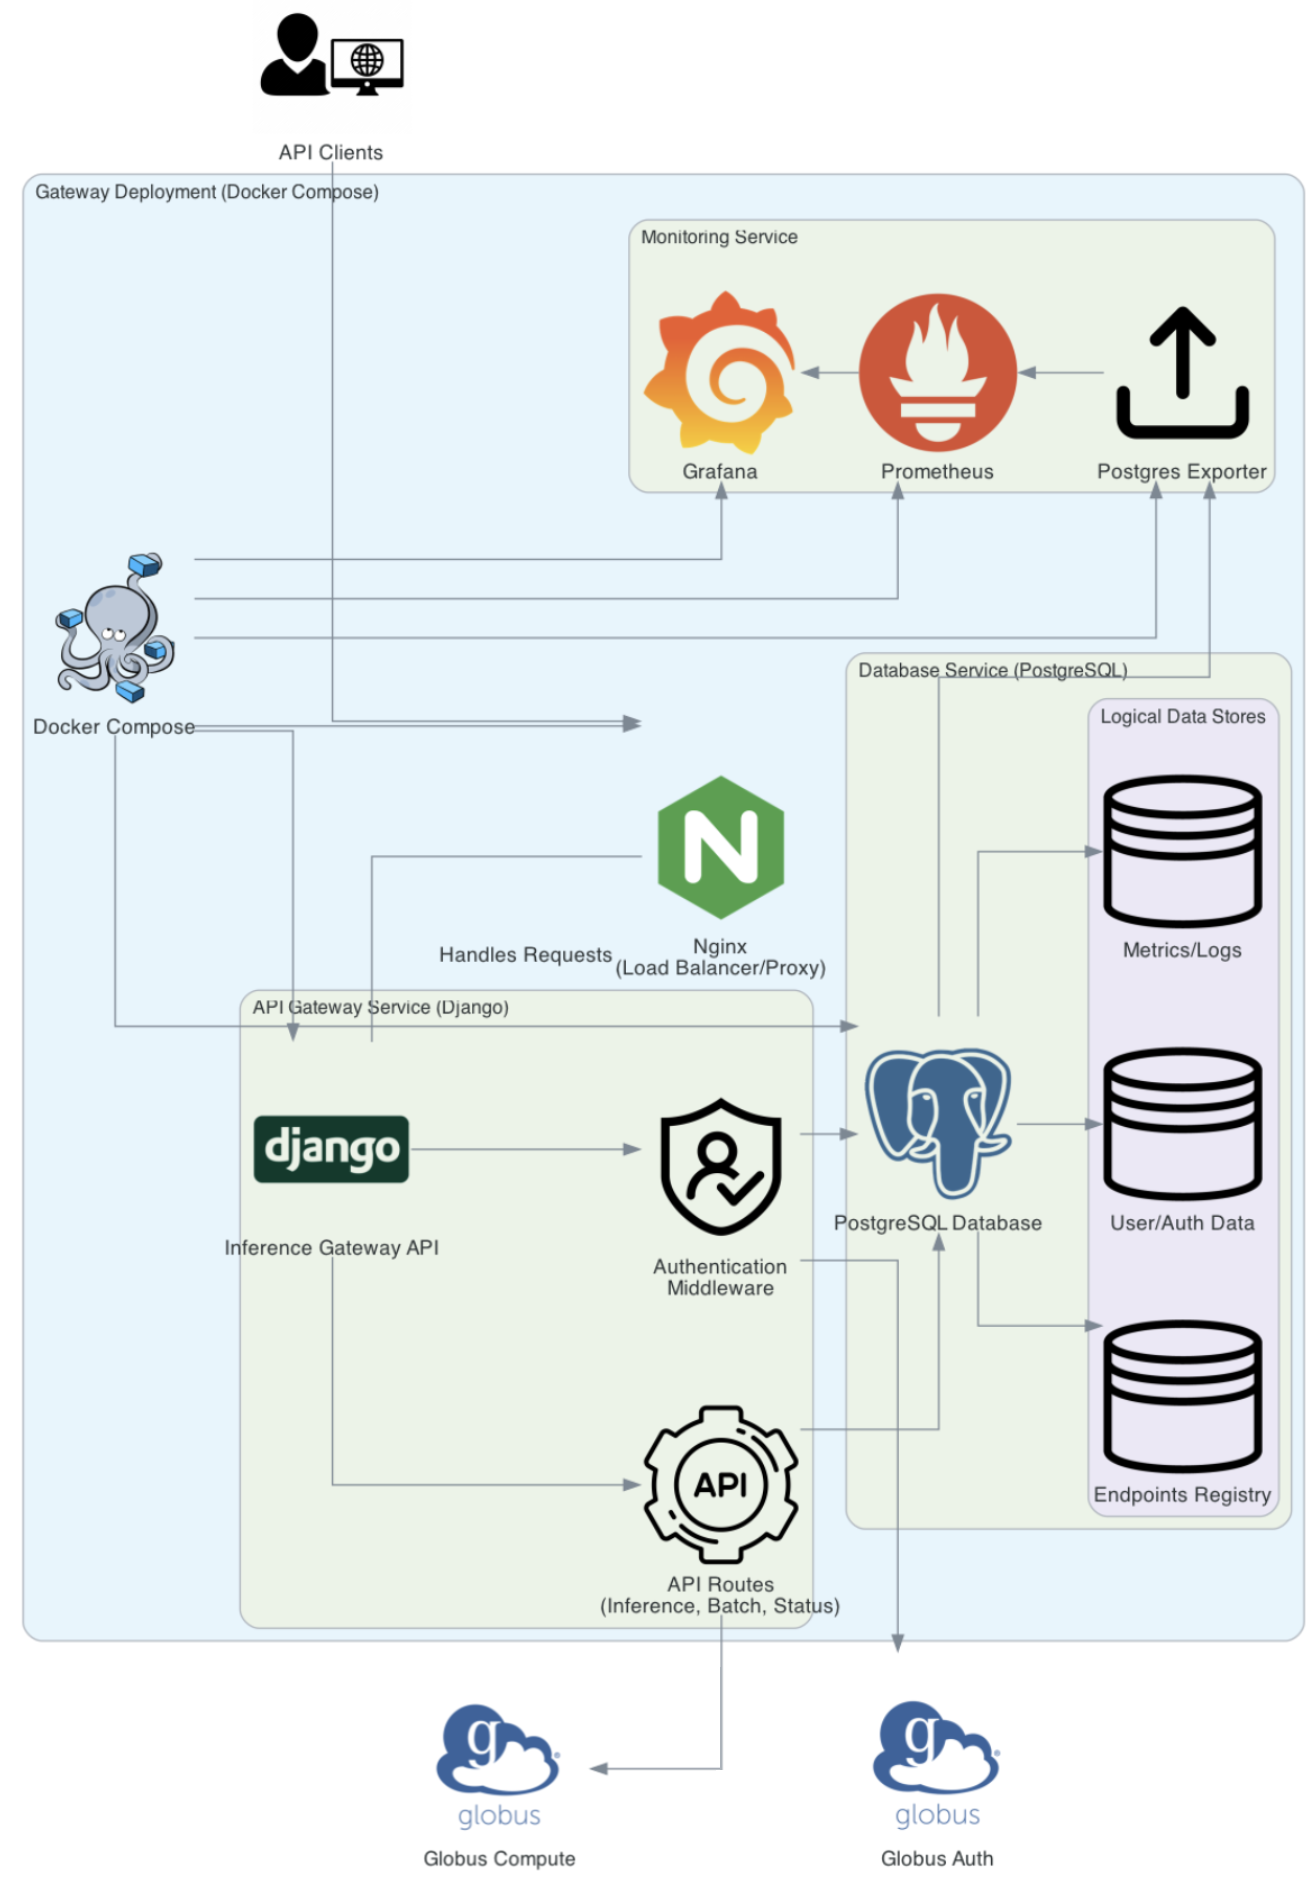 API Clients
Gateway Deployment (Docker Compose)
Monitoring Service
Grafana
Prometheus
Postgres Exporter
Docker Compose
Database Service (PostgreSQL)
Logical Data Stores
N
Metrics/Logs
Handles Requests
Nginx
(Load Balancer/Proxy)
API Gateway Service (Django)
django
Inference Gateway API
Authentication
Middleware
PostgreSQL Database
User/Auth Data
API
Endpoints Registry
API Routes
(Inference, Batch, Status)
g
globus
Globus Compute
g
globus
Globus Auth